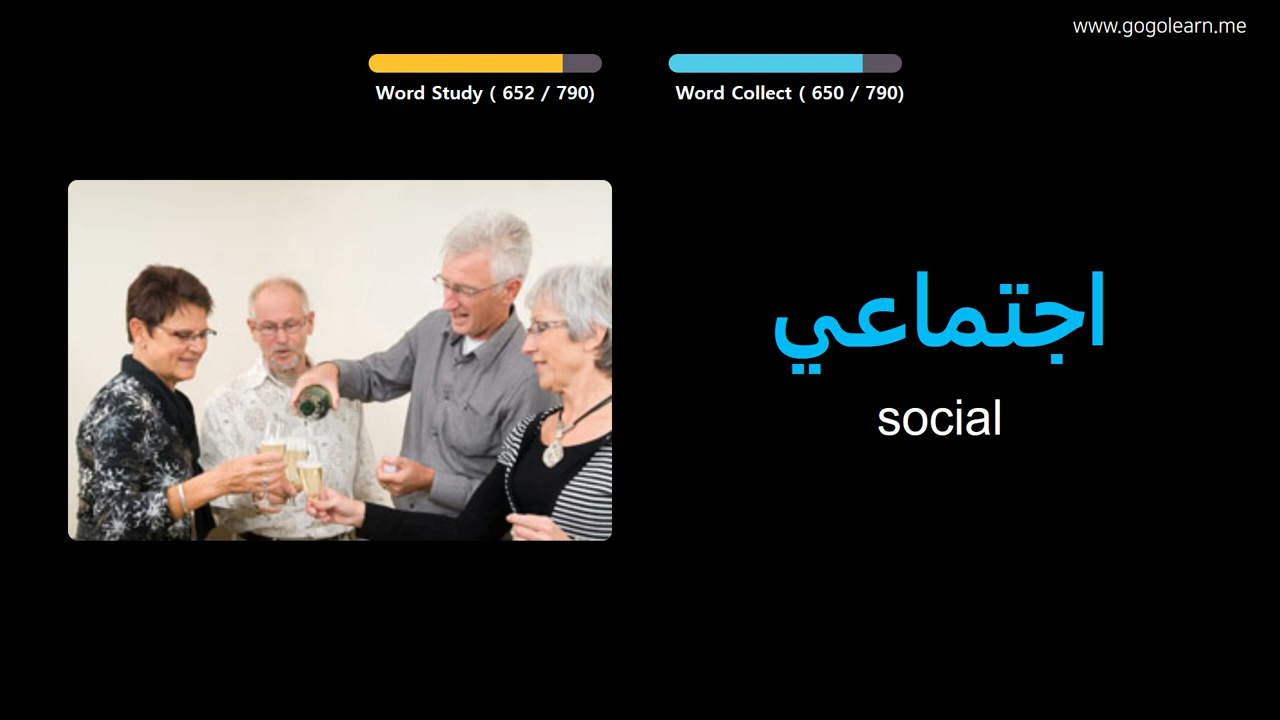 www.gogolearn.me
Word Study ( 652 / 790)
Word Collect ( 650 / 790)
اجتماعي
social